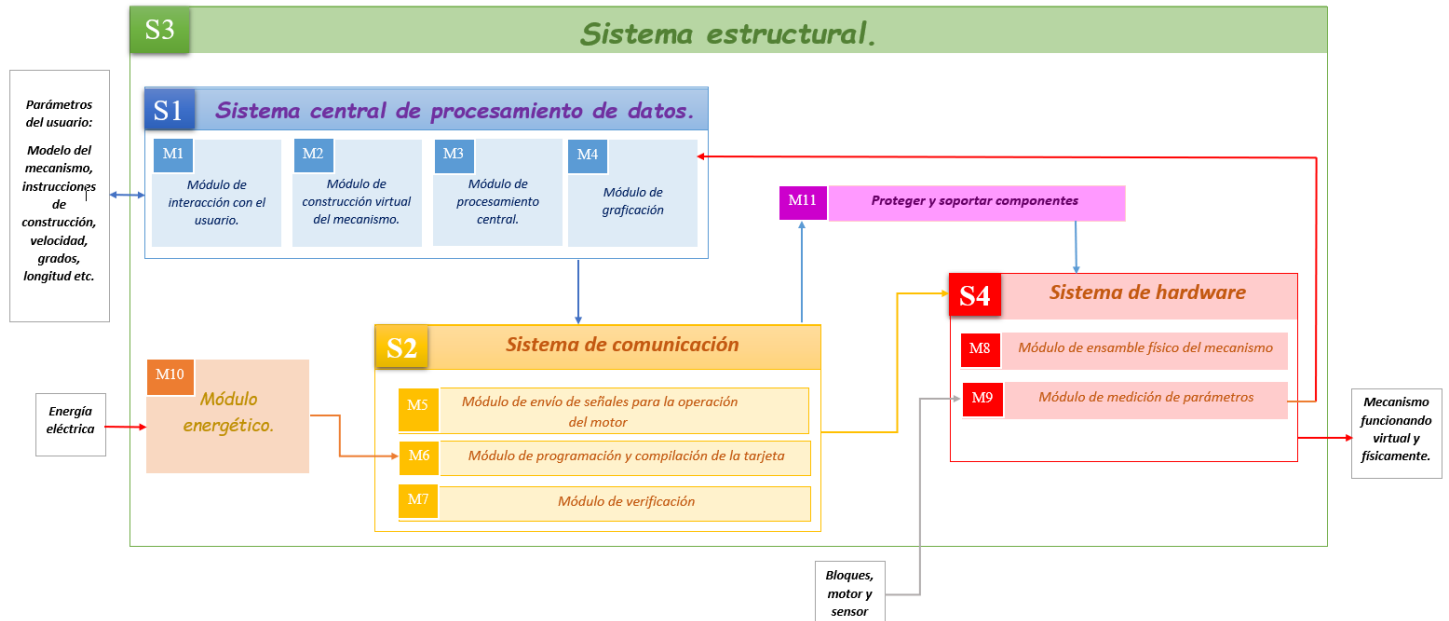 S3
Sistema estructural.
Parámetros
del usuario:
Modelo del
mecanismo,
instrucciones
de
construcción,
velocidad,
grados,
longitud etc.
S1
Sistema central de procesamiento de datos.
M1
Módulo de
interacción con el
usuario.
M2
Módulo de
construcción virtual
del mecanismo.
M3
Módulo de
procesamiento
central.
M4
Módulo de
graficación
M11
Proteger y soportar componentes
S4
Sistema de hardware
M8
Módulo de ensamble físico del mecanismo
M9
Módulo de medición de parámetros
S2
Sistema de comunicación
M5
Módulo de envío de señales para la operación
del motor
M6
Módulo de programación y compilación de la tarjeta
M7
Módulo de verificación
M10
Módulo
energético.
Energía
eléctrica
Mecanismo
funcionando
virtual y
físicamente.
Bloques,
motor y
sensor